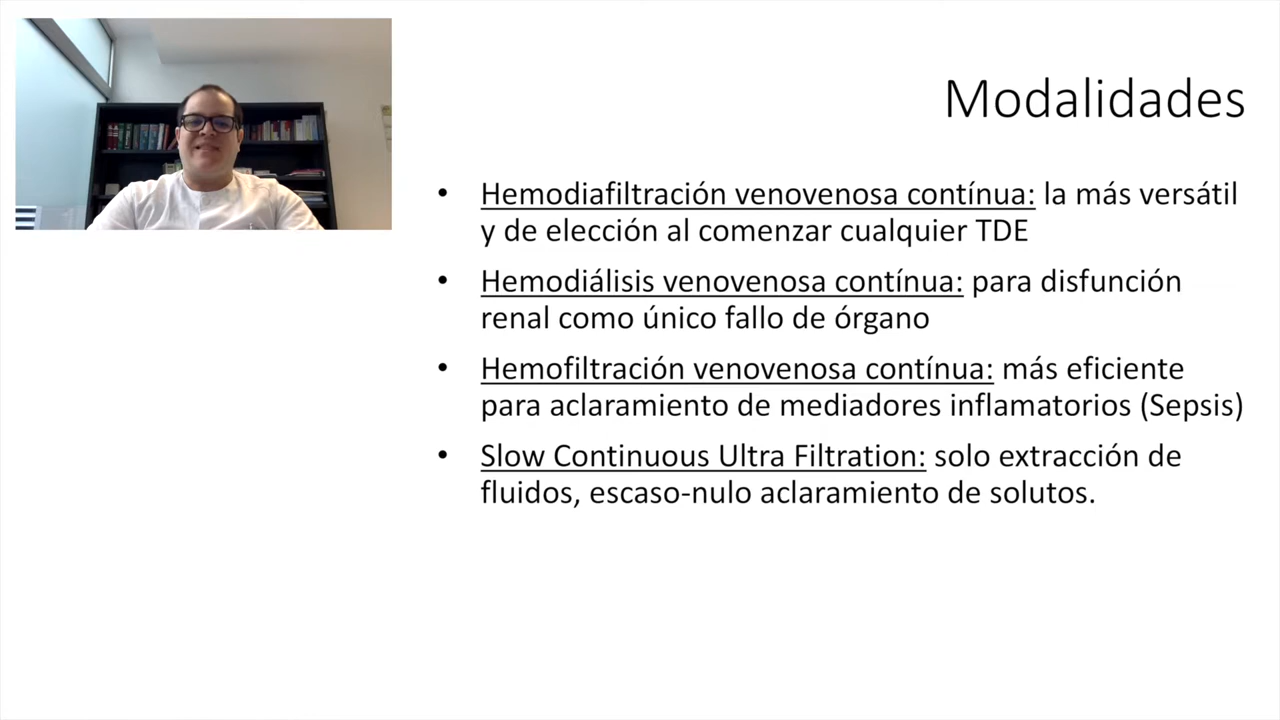 Modalidades
• Hemodiafiltración venovenosa contínua: la más versátil
y de elección al comenzar cualquier TDE
• Hemodiálisis venovenosa contínua: para disfunción
renal como único fallo de órgano
• Hemofiltración venovenosa contínua: más eficiente
para aclaramiento de mediadores inflamatorios (Sepsis)
• Slow Continuous Ultra Filtration: solo extracción de
fluidos, escaso-nulo aclaramiento de solutos.